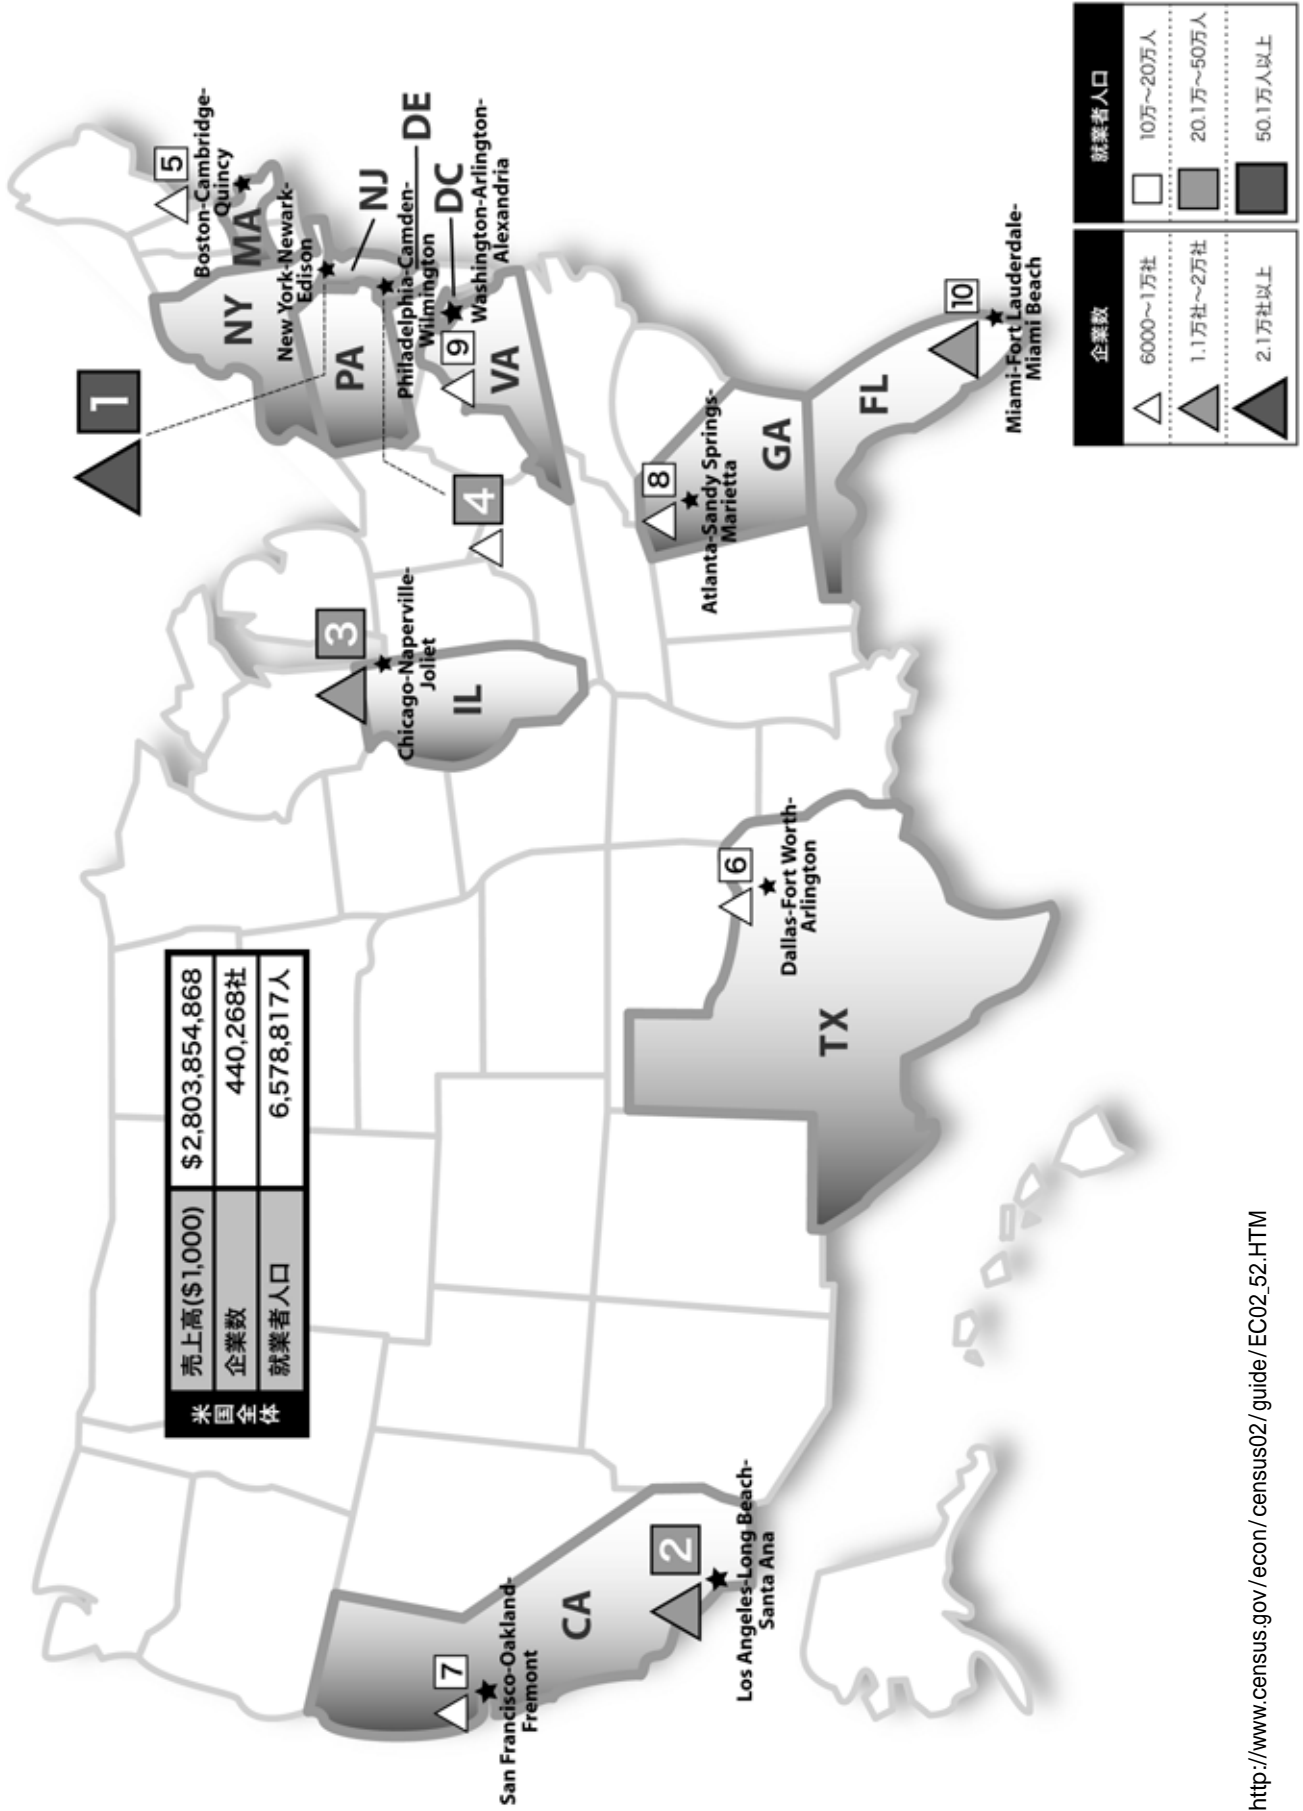 米国全体
売上高($1,000) $2,803,854,868
企業数 440,268社
就業者人口 6,578,817人
1
5
Boston-Cambridge-
Quincy
MA
NY
New York-Newark-
Edison
NJ
PA
Philadelphia-Camden-
Wilmington
DE
DC
9
Washington-Arlington-
Alexandria
VA
4
3
Chicago-Naperville-
Joliet
IL
7
San Francisco-Oakland-
Fremont
CA
2
Los Angeles-Long Beach-
Santa Ana
6
Dallas-Fort Worth-
Arlington
TX
8
Atlanta-Sandy Springs-
Marietta
GA
FL
10
Miami-Fort Lauderdale-
Miami Beach
企業数
6000〜1万社
1.1万社〜2万社
2.1万社以上
就業者人口
10万〜20万人
20.1万〜50万人
50.1万人以上
http://www.census.gov/econ/census02/guide/EC02_52.HTM